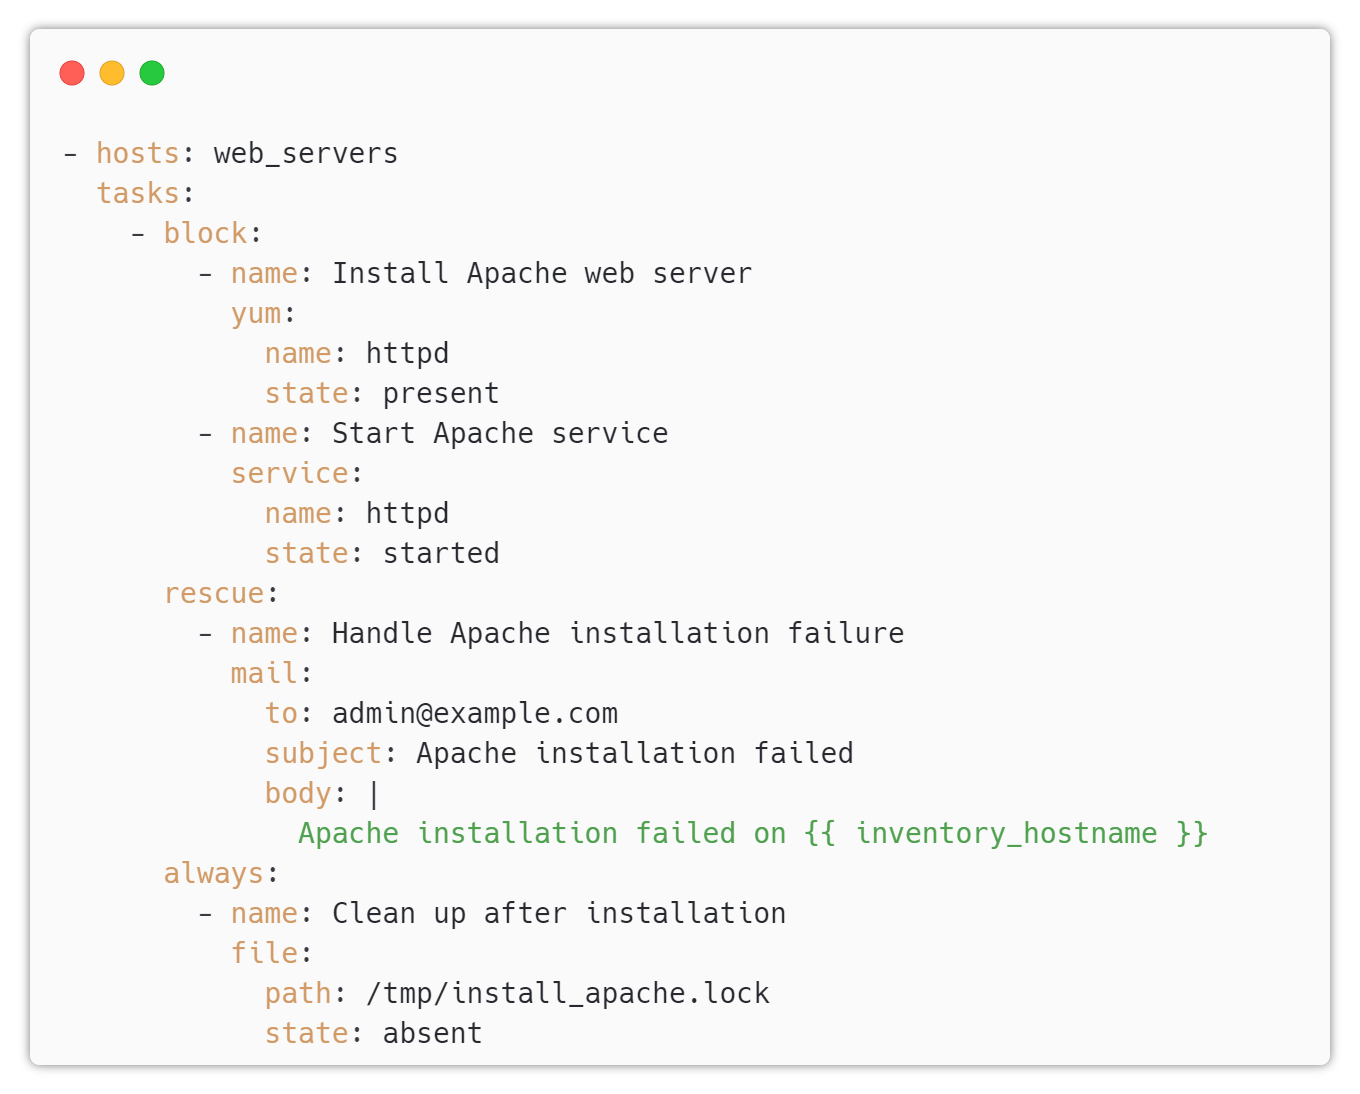 - hosts: web_servers
  tasks:
    - block:
        - name: Install Apache web server
          yum:
            name: httpd
            state: present
        - name: Start Apache service
          service:
            name: httpd
            state: started
      rescue:
        - name: Handle Apache installation failure
          mail:
            to: admin@example.com
            subject: Apache installation failed
            body: |
              Apache installation failed on {{ inventory_hostname }}
      always:
        - name: Clean up after installation
          file:
            path: /tmp/install_apache.lock
            state: absent